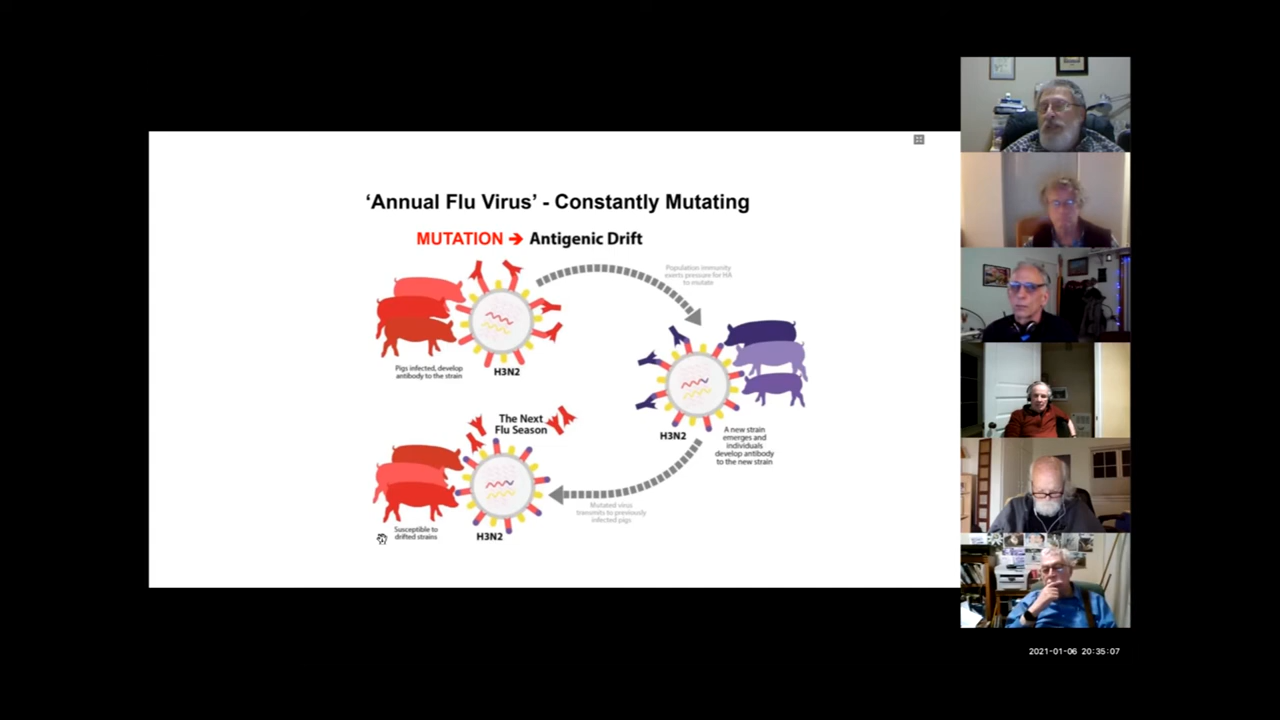 ‘Annual Flu Virus’ - Constantly Mutating
MUTATION ➔ Antigenic Drift
Population immunity
exerts pressure for HA
to mutate
Pigs infected, develop
antibody to the strain
H3N2
The Next
Flu Season
H3N2
A new strain
emerges and
individuals
develop antibody
to the new strain
Mutated virus
transmits to previously
infected pigs
Susceptible to
drifted strains
H3N2
2021-01-06 20:35:07